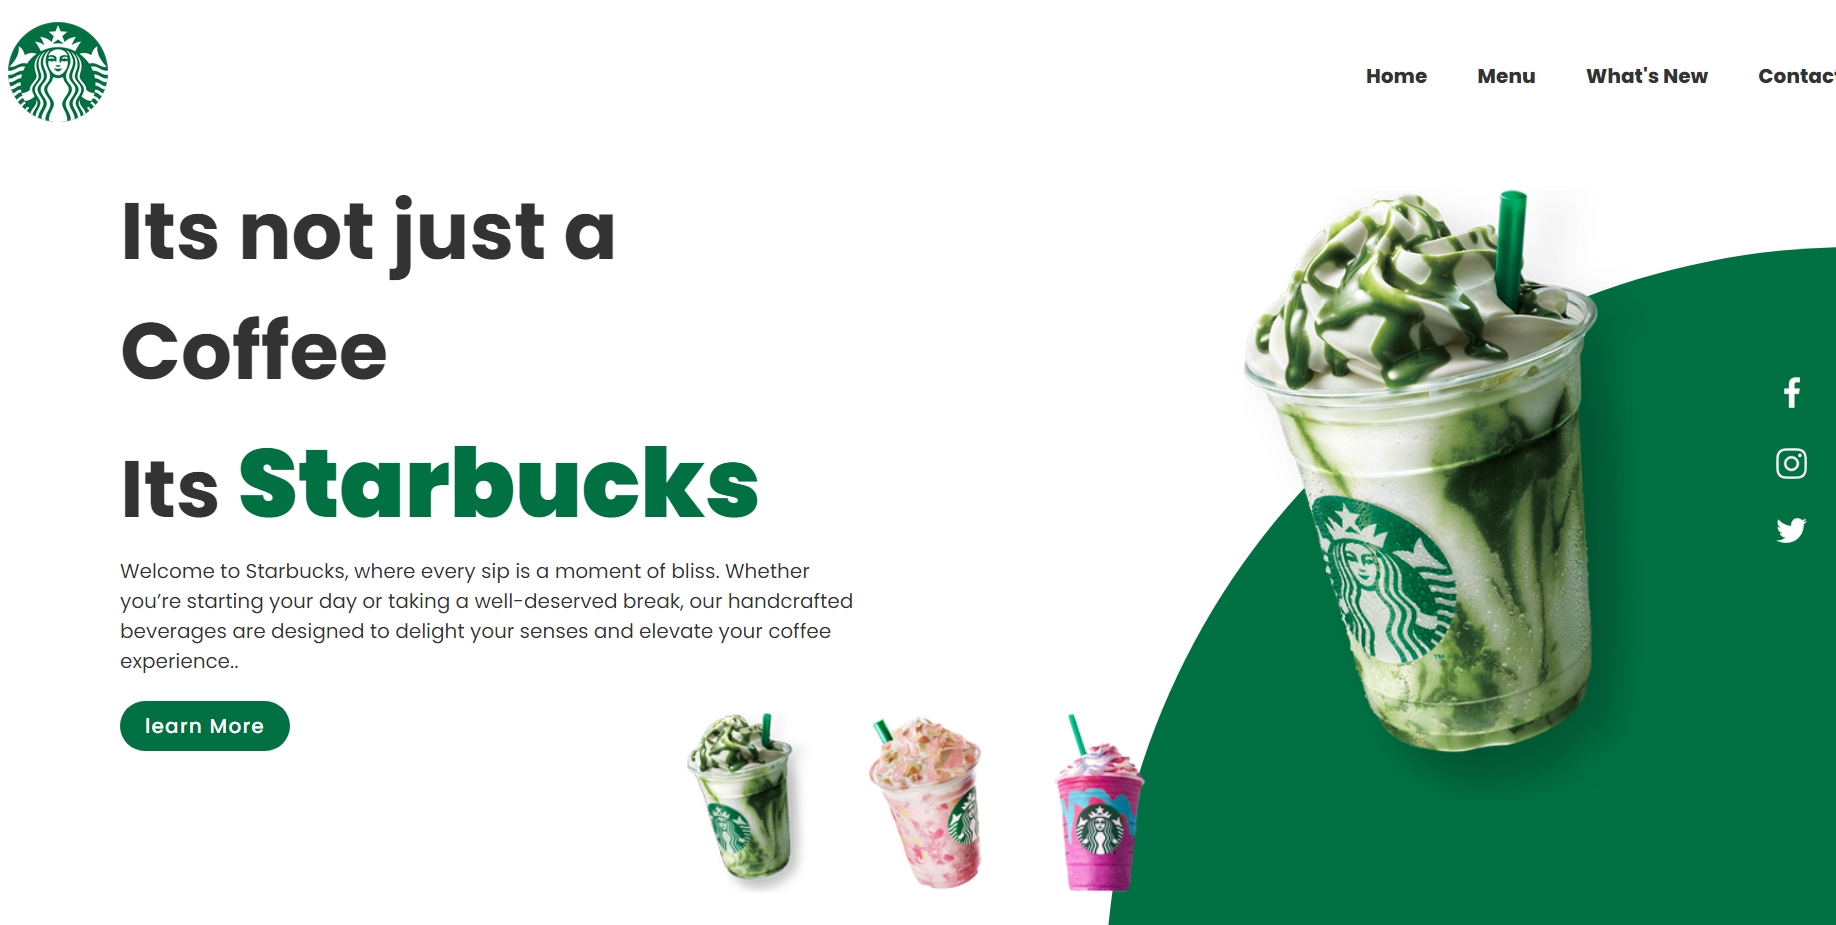 Home Menu What's New Contact
Its not just a
Coffee
Its Starbucks
Welcome to Starbucks, where every sip is a moment of bliss. Whether
you’re starting your day or taking a well-deserved break, our handcrafted
beverages are designed to delight your senses and elevate your coffee
experience..
learn More
TM